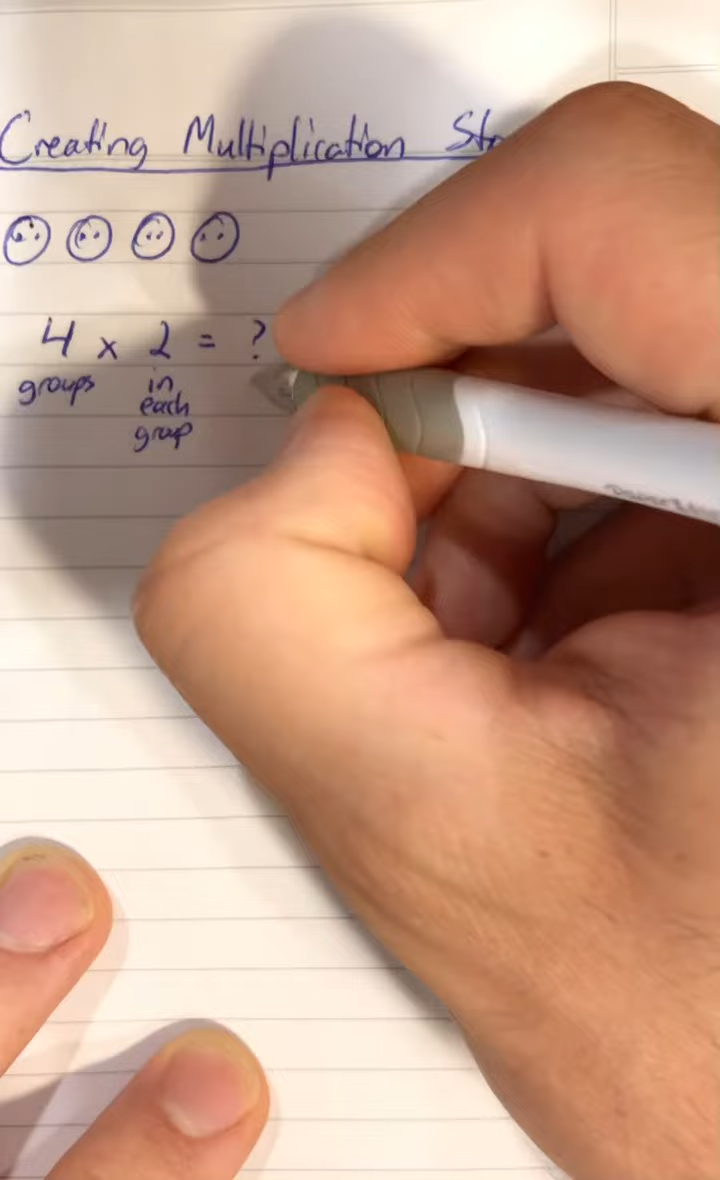 Creating Multiplication
4 x 2 = ?
groups in
each
group